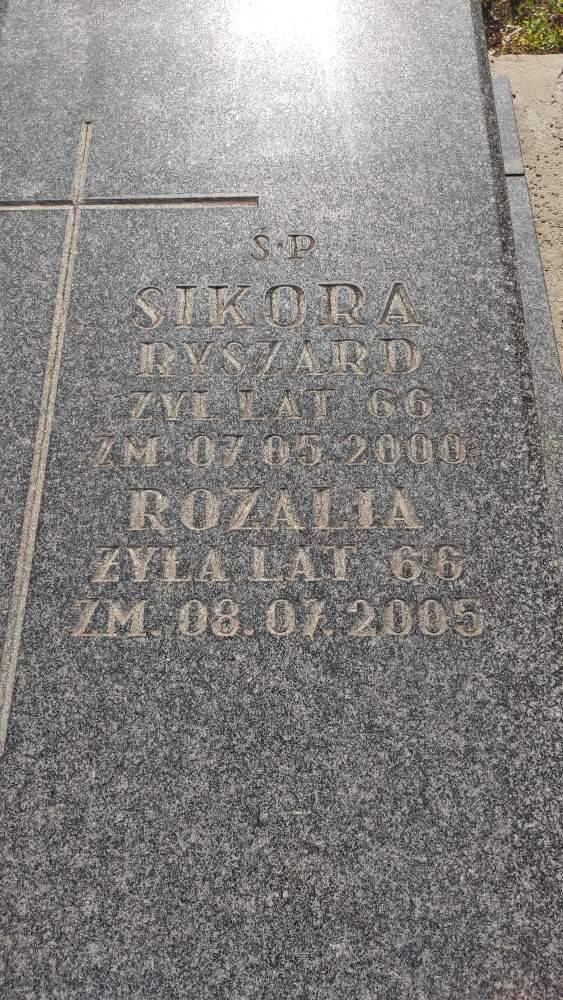 S·P
SIKORA
RYSZARD
ŻYŁ LAT 66
ZM. 07.05.2000
ROZALIA
ŻYŁA LAT 66
ZM. 08.07.2005